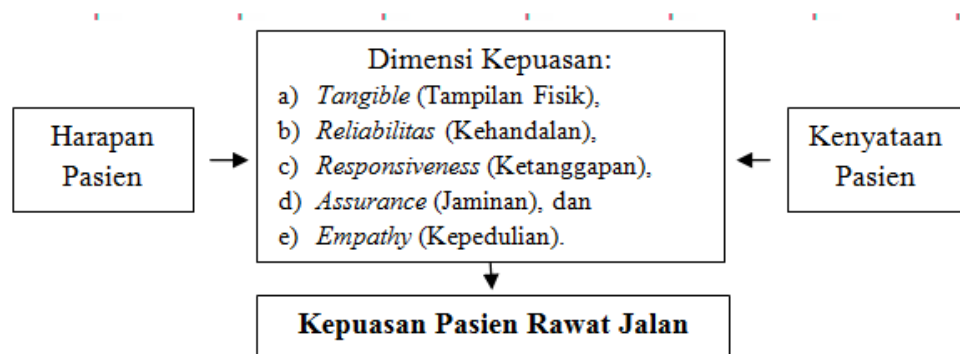 Harapan
Pasien
Dimensi Kepuasan:
a) Tangible (Tampilan Fisik),
b) Reliabilitas (Kehandalan),
c) Responsiveness (Ketanggapan),
d) Assurance (Jaminan), dan
e) Empathy (Kepedulian).
Kenyataan
Pasien
Kepuasan Pasien Rawat Jalan